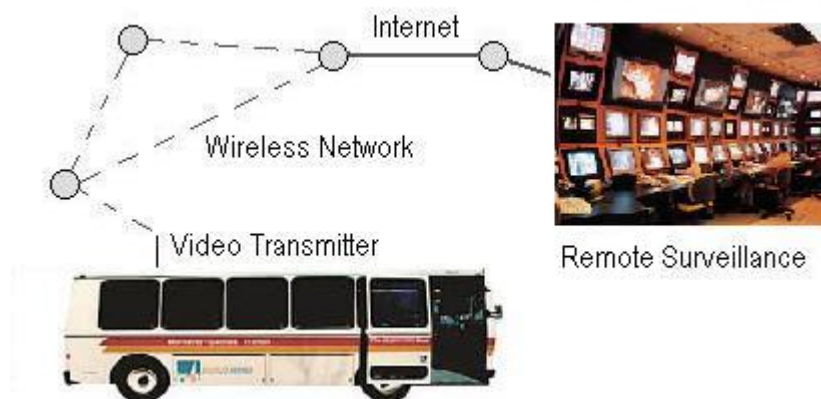 Internet
Wireless Network
Video Transmitter
Remote Surveillance